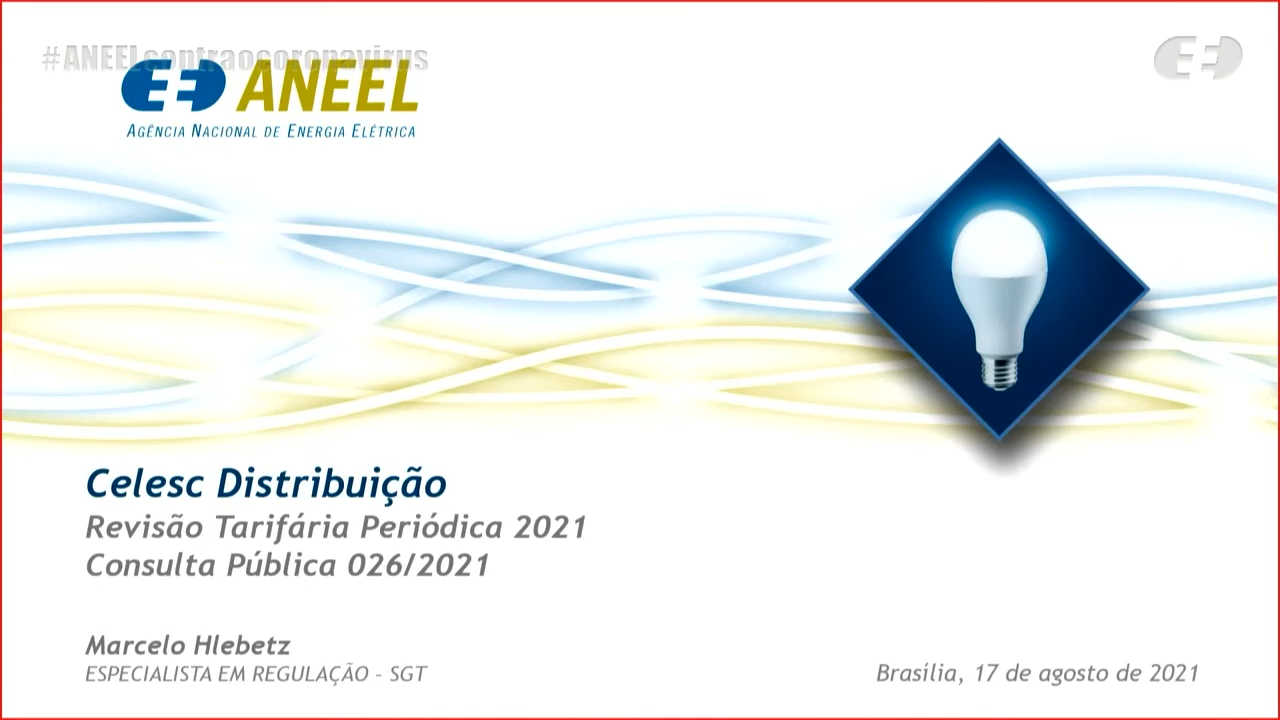 #ANEELcontraocoronavirus
ANEEL
AGÊNCIA NACIONAL DE ENERGIA ELÉTRICA
Celesc Distribuição
Revisão Tarifária Periódica 2021
Consulta Pública 026/2021
Marcelo Hlebetz
ESPECIALISTA EM REGULAÇÃO - SGT
Brasília, 17 de agosto de 2021